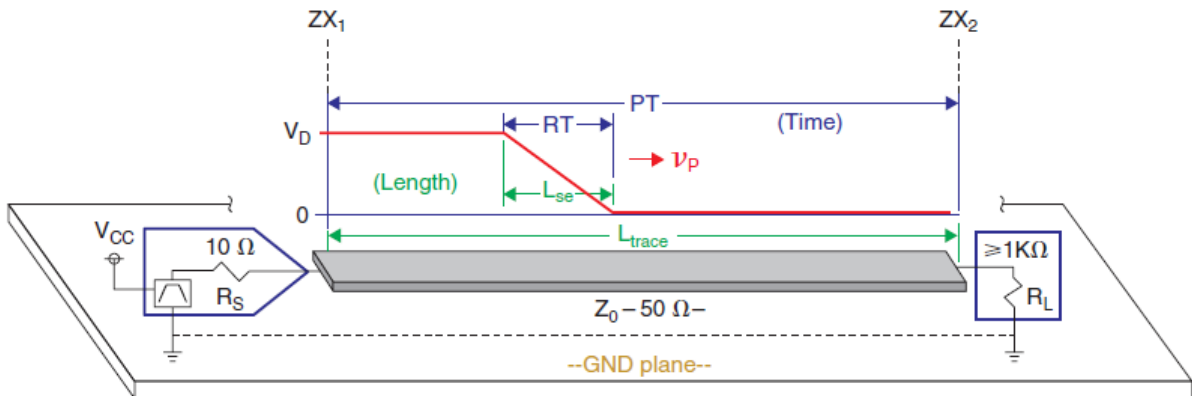 ZX₁ ZX₂
PT
RT (Time)
V_D
ν_P
(Length) L_se
0
L_trace
V_CC
10 Ω ⩾1KΩ
R_S R_L
Z₀–50 Ω–
--GND plane--